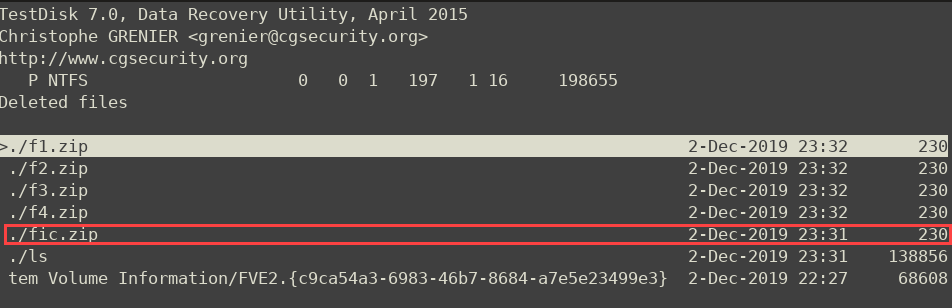 TestDisk 7.0, Data Recovery Utility, April 2015
Christophe GRENIER <grenier@cgsecurity.org>
http://www.cgsecurity.org
P NTFS 0 0 1 197 1 16 198655
Deleted files
>./f1.zip 2-Dec-2019 23:32 230
./f2.zip 2-Dec-2019 23:32 230
./f3.zip 2-Dec-2019 23:32 230
./f4.zip 2-Dec-2019 23:32 230
./fic.zip 2-Dec-2019 23:31 230
./ls 2-Dec-2019 23:31 138856
tem Volume Information/FVE2.{c9ca54a3-6983-46b7-8684-a7e5e23499e3} 2-Dec-2019 22:27 68608